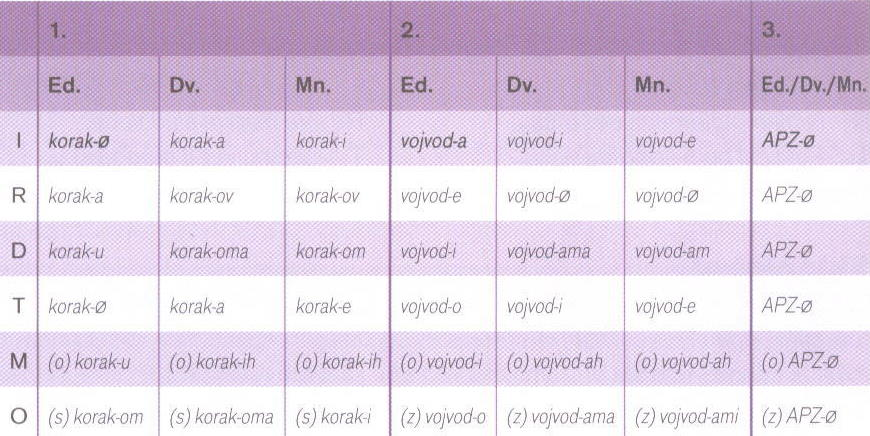 1. 2. 3.
Ed. Dv. Mn. Ed. Dv. Mn. Ed./Dv./Mn.
I korak-ø korak-a korak-i vojvod-a vojvod-i vojvod-e APZ-ø
R korak-a korak-ov korak-ov vojvod-e vojvod-Ø vojvod-Ø APZ-ø
D korak-u korak-oma korak-om vojvod-i vojvod-ama vojvod-am APZ-ø
T korak-Ø korak-a korak-e vojvod-o vojvod-i vojvod-e APZ-ø
M (o) korak-u (o) korak-ih (o) korak-ih (o) vojvod-i (o) vojvod-ah (o) vojvod-ah (o) APZ-ø
O (s) korak-om (s) korak-oma (s) korak-i (z) vojvod-o (z) vojvod-ama (z) vojvod-ami (z) APZ-ø